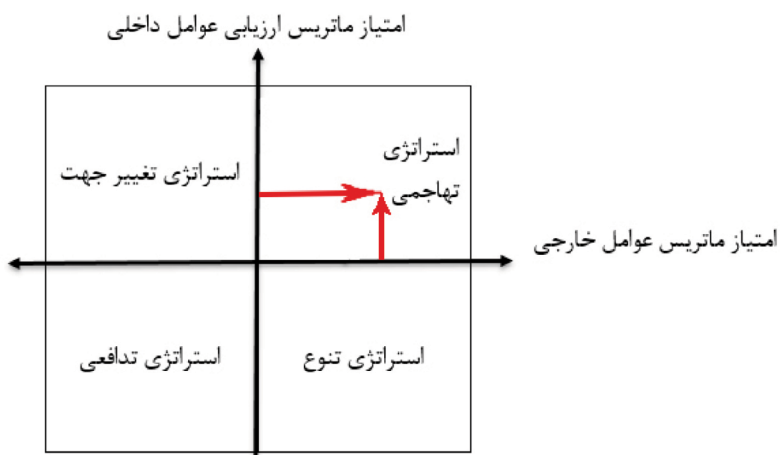 امتیاز ماتریس ارزیابی عوامل داخلی
استراتژی
تهاجمی
استراتژی تغییر جهت
امتیاز ماتریس عوامل خارجی
استراتژی تنوع
استراتژی تدافعی